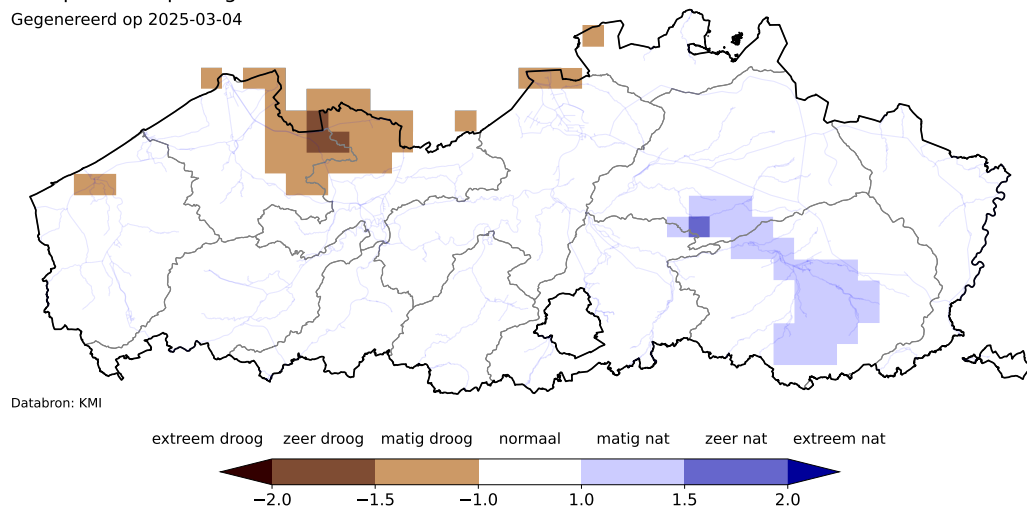 Gegenereerd op 2025-03-04
Databron: KMI
extreem droog zeer droog matig droog normaal matig nat zeer nat extreem nat
−2.0 −1.5 −1.0 1.0 1.5 2.0